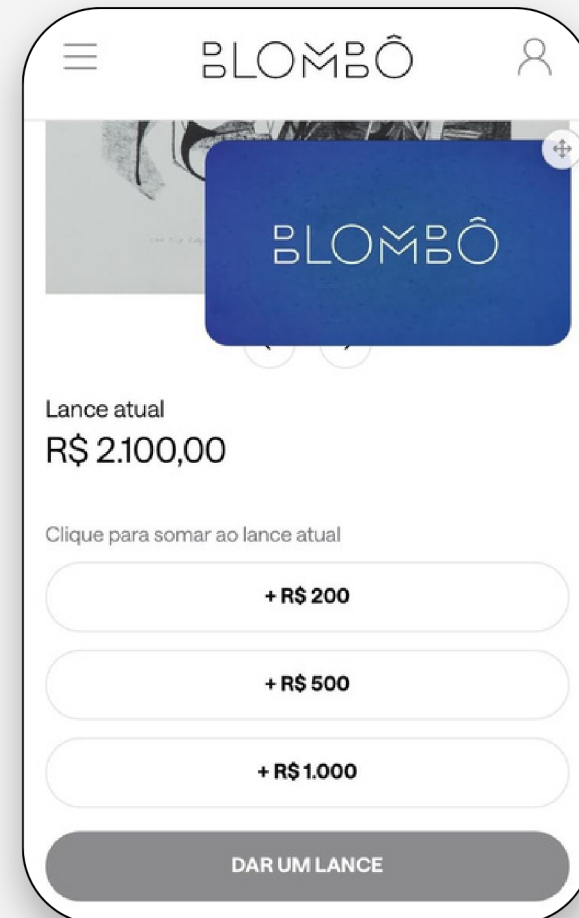 BLOMBÔ
BLOMBÔ
Lance atual
R$ 2.100,00
Clique para somar ao lance atual
+ R$ 200
+ R$ 500
+ R$ 1.000
DAR UM LANCE